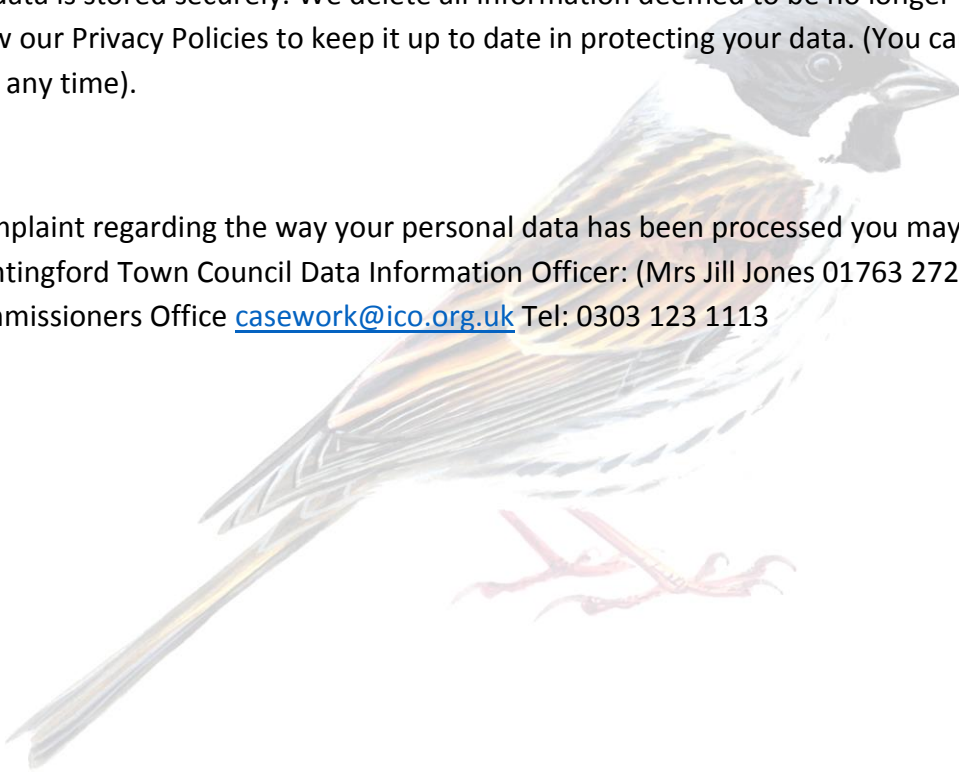 data is stored securely. We delete all information deemed to be no longer
w our Privacy Policies to keep it up to date in protecting your data. (You ca
any time).
mplaint regarding the way your personal data has been processed you may
ntingford Town Council Data Information Officer: (Mrs Jill Jones 01763 272
mmissioners Office casework@ico.org.uk Tel: 0303 123 1113